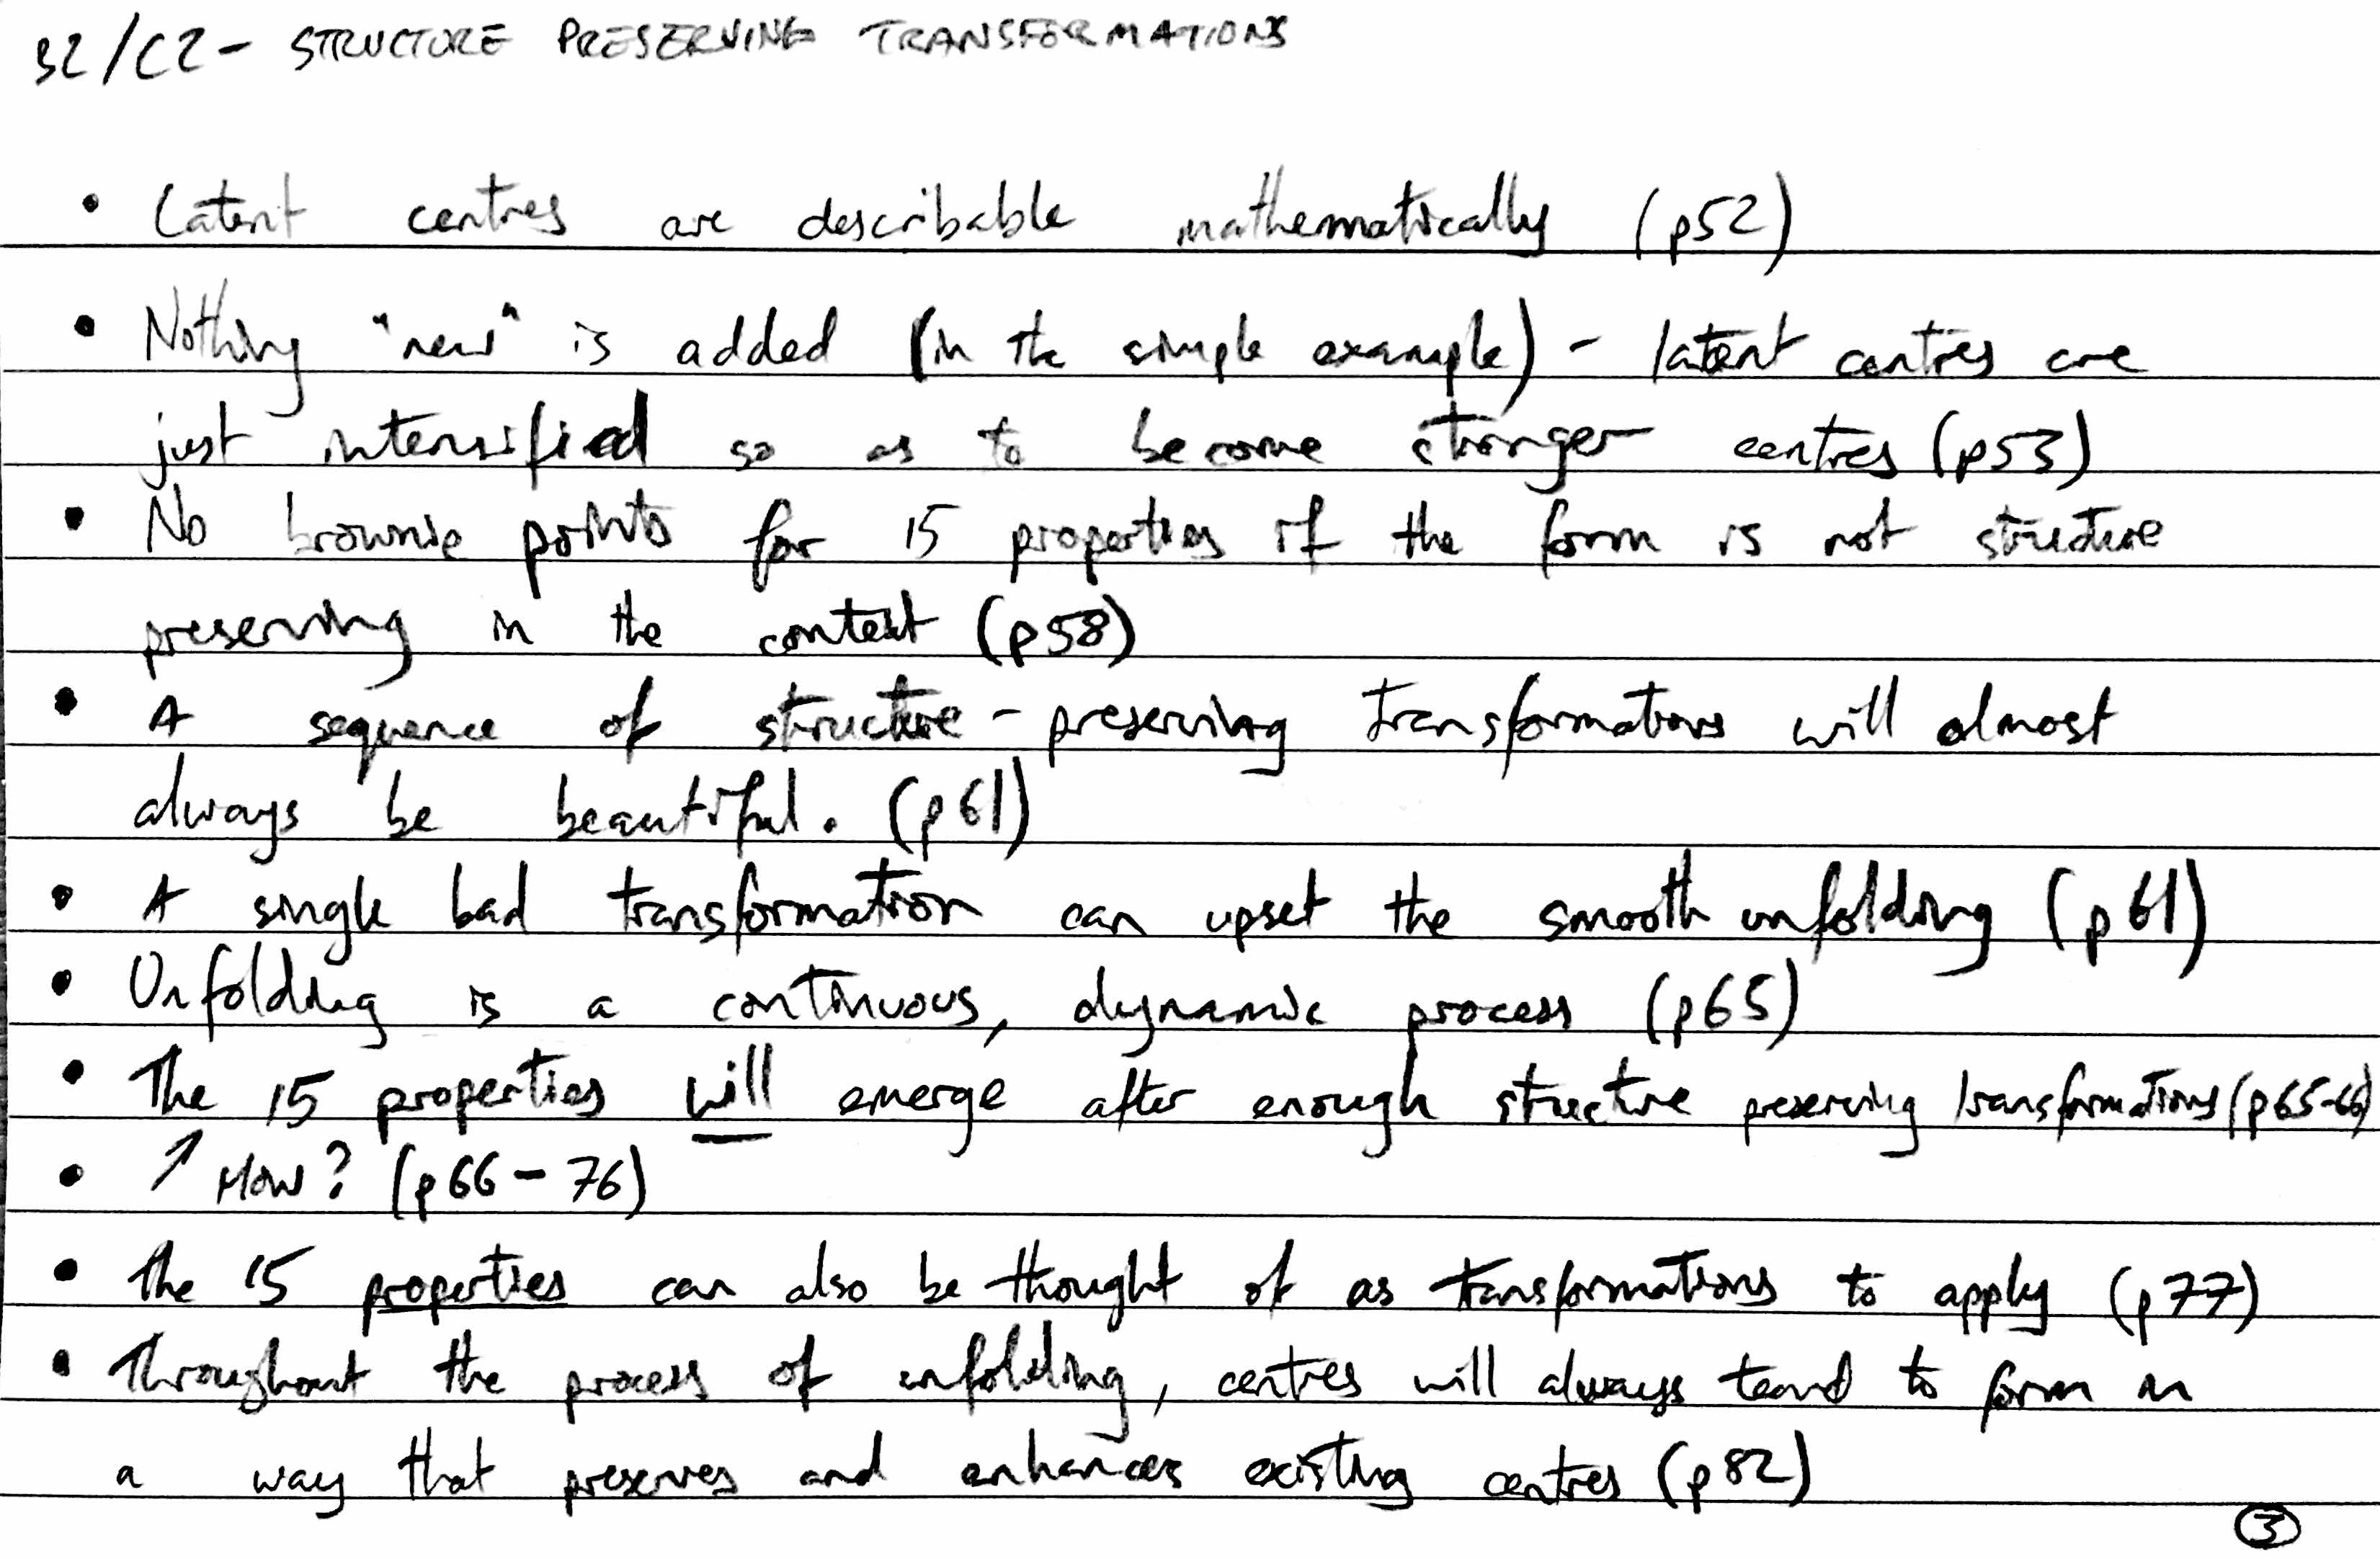 B2/C2 - STRUCTURE PRESERVING TRANSFORMATIONS
• Latent centres are describable mathematically (p52)
• Nothing "new" is added (in the simple example) - latent centres are
just intensified so as to become stronger centres (p53)
• No brownie points for 15 properties if the form is not structure
preserving in the context (p58)
• A sequence of structure-preserving transformations will almost
always be beautiful. (p61)
• A single bad transformation can upset the smooth unfolding (p61)
• Unfolding is a continuous, dynamic process (p65)
• The 15 properties will emerge after enough structure preserving transformations (p65-66)
• ↑ How? (p66-76)
• The 15 properties can also be thought of as transformations to apply (p77)
• Throughout the process of unfolding, centres will always tend to form in
a way that preserves and enhances existing centres (p82)
3